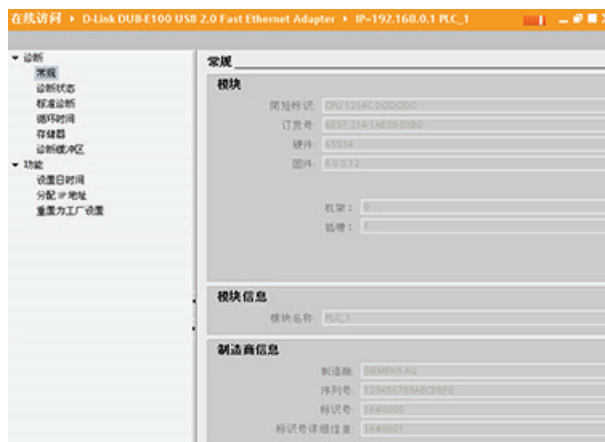 在线访问 ▸ D-Link DUB-E100 USB 2.0 Fast Ethernet Adapter ▸ IP-192.168.0.1 PLC_1
诊断
常规
诊断状态
标准诊断
循环时间
存储器
诊断缓冲区
功能
设置日时间
分配 IP 地址
重置为工厂设置
常规
模块
简短标识: CPU 1214C DC/DC/DC
订货号: 6ES7 214-1AE30-0XB0
硬件: 65534
固件:
机架: 0
插槽: 1
模块信息
模块名称: PLC_1
制造商信息
制造商: SIEMENS AG
序列号: 123456789ABCDEF0
标识号: 16#0000
标识号详细信息: 16#0001